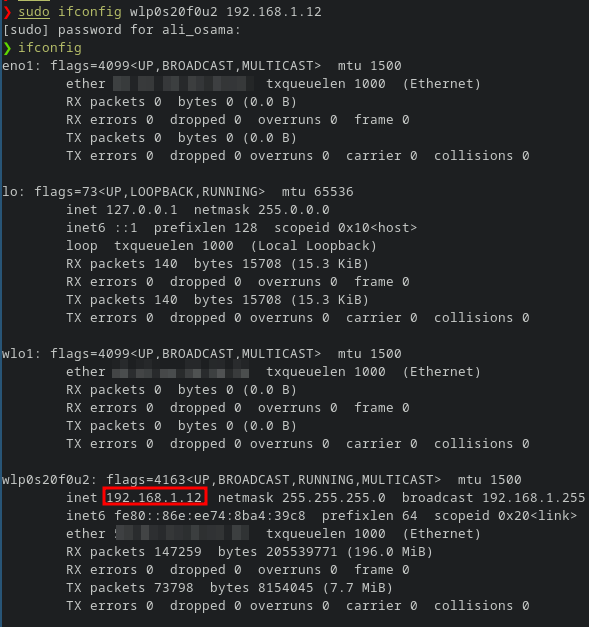 ❯ sudo ifconfig wlp0s20f0u2 192.168.1.12
[sudo] password for ali_osama:
❯ ifconfig
eno1: flags=4099<UP,BROADCAST,MULTICAST>  mtu 1500
        ether                    txqueuelen 1000  (Ethernet)
        RX packets 0  bytes 0 (0.0 B)
        RX errors 0  dropped 0  overruns 0  frame 0
        TX packets 0  bytes 0 (0.0 B)
        TX errors 0  dropped 0 overruns 0  carrier 0  collisions 0

lo: flags=73<UP,LOOPBACK,RUNNING>  mtu 65536
        inet 127.0.0.1  netmask 255.0.0.0
        inet6 ::1  prefixlen 128  scopeid 0x10<host>
        loop  txqueuelen 1000  (Local Loopback)
        RX packets 140  bytes 15708 (15.3 KiB)
        RX errors 0  dropped 0  overruns 0  frame 0
        TX packets 140  bytes 15708 (15.3 KiB)
        TX errors 0  dropped 0 overruns 0  carrier 0  collisions 0

wlo1: flags=4099<UP,BROADCAST,MULTICAST>  mtu 1500
        ether                    txqueuelen 1000  (Ethernet)
        RX packets 0  bytes 0 (0.0 B)
        RX errors 0  dropped 0  overruns 0  frame 0
        TX packets 0  bytes 0 (0.0 B)
        TX errors 0  dropped 0 overruns 0  carrier 0  collisions 0

wlp0s20f0u2: flags=4163<UP,BROADCAST,RUNNING,MULTICAST>  mtu 1500
        inet 192.168.1.12  netmask 255.255.255.0  broadcast 192.168.1.255
        inet6 fe80::86e:ee74:8ba4:39c8  prefixlen 64  scopeid 0x20<link>
        ether                    txqueuelen 1000  (Ethernet)
        RX packets 147259  bytes 205539771 (196.0 MiB)
        RX errors 0  dropped 0  overruns 0  frame 0
        TX packets 73798  bytes 8154045 (7.7 MiB)
        TX errors 0  dropped 0 overruns 0  carrier 0  collisions 0